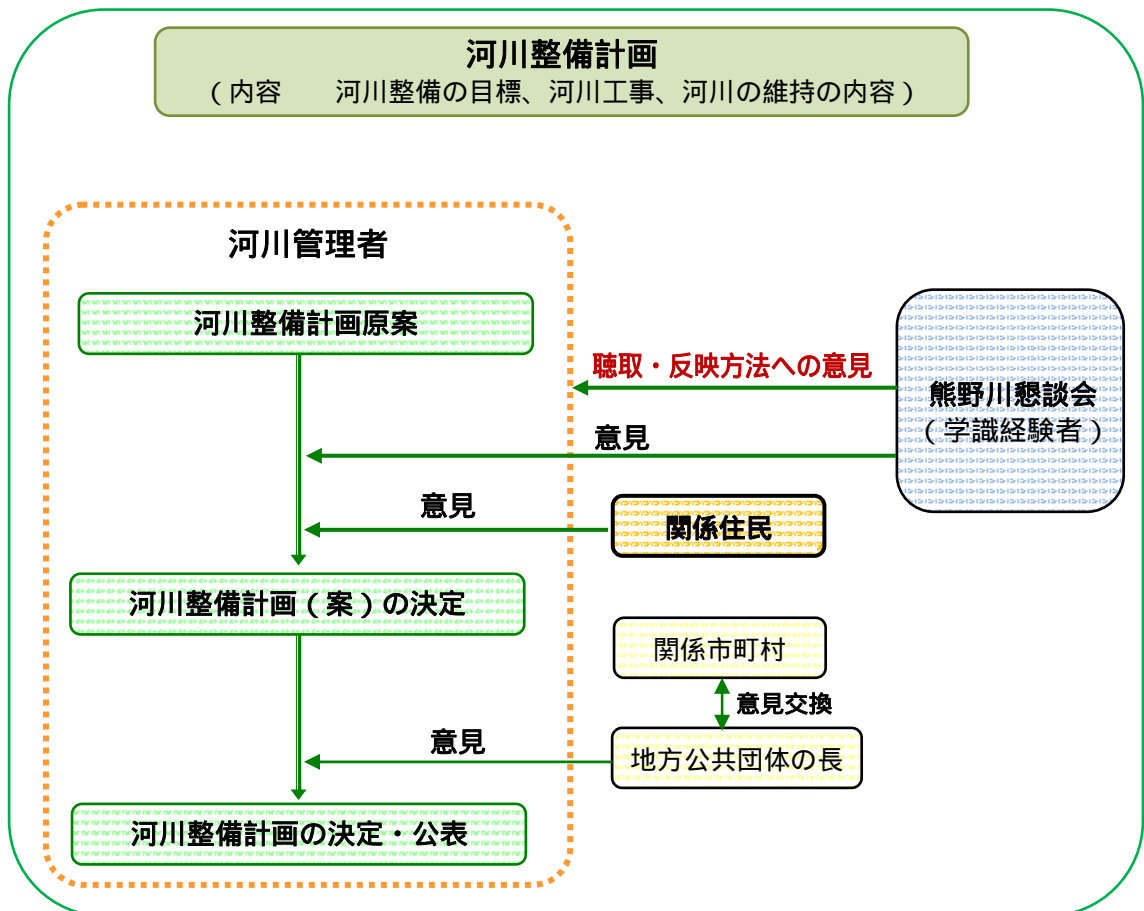 河川整備計画
（内容　　河川整備の目標、河川工事、河川の維持の内容）
河川管理者
河川整備計画原案
聴取・反映方法への意見
熊野川懇談会
（学識経験者）
意見
意見
関係住民
河川整備計画（案）の決定
関係市町村
意見交換
意見
地方公共団体の長
河川整備計画の決定・公表